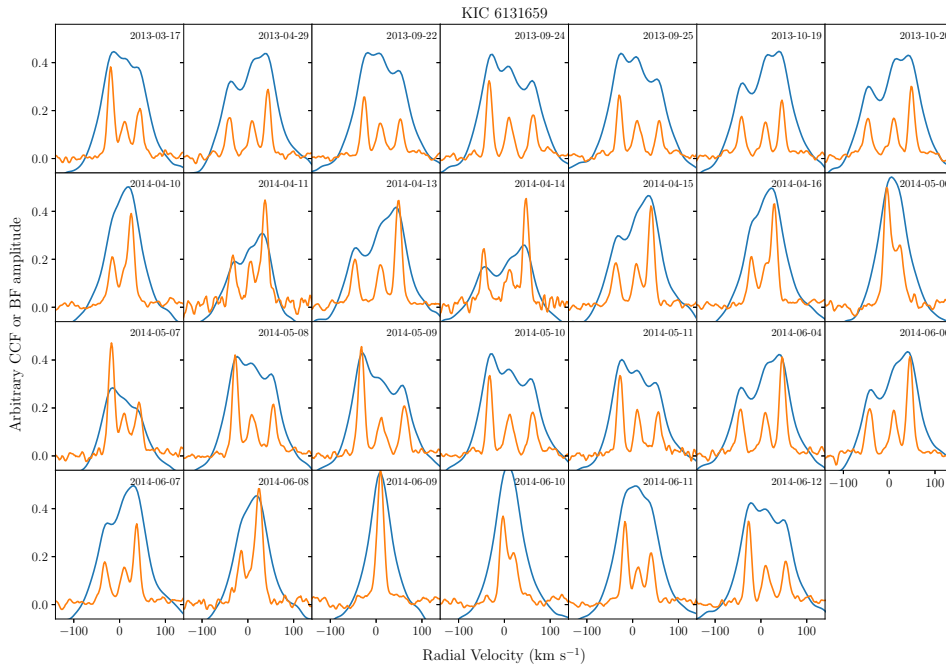 KIC 6131659
2013-03-17 2013-04-29 2013-09-22 2013-09-24 2013-09-25 2013-10-19 2013-10-20
0.4
0.2
0.0
2014-04-10 2014-04-11 2014-04-13 2014-04-14 2014-04-15 2014-04-16
0.4
0.2
0.0
2014-05-07 2014-05-08 2014-05-09 2014-05-10 2014-05-11 2014-06-04
0.4
0.2
0.0
−100 0 100
2014-06-07 2014-06-08 2014-06-09 2014-06-10 2014-06-11 2014-06-12
0.4
0.2
0.0
−100 0 100 −100 0 100 −100 0 100 −100 0 100 −100 0 100 −100 0 100
Arbitrary CCF or BF amplitude
Radial Velocity (km s⁻¹)